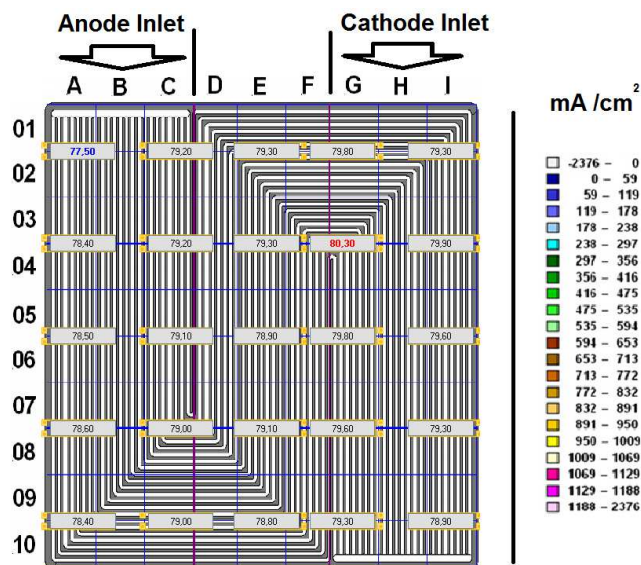 Anode Inlet Cathode Inlet
A B C D E F G H I
mA /cm²
01
77,50 79,20 79,30 79,80 79,30
02
03
78,40 79,20 79,30 80,30 79,90
04
05
78,50 79,10 78,90 79,80 79,60
06
07
78,60 79,00 79,10 79,60 79,30
08
09
78,40 79,00 78,80 79,30 78,90
10
-2376 – 0
0 – 59
59 – 119
119 – 178
178 – 238
238 – 297
297 – 356
356 – 416
416 – 475
475 – 535
535 – 594
594 – 653
653 – 713
713 – 772
772 – 832
832 – 891
891 – 950
950 – 1009
1009 – 1069
1069 – 1129
1129 – 1188
1188 – 2376